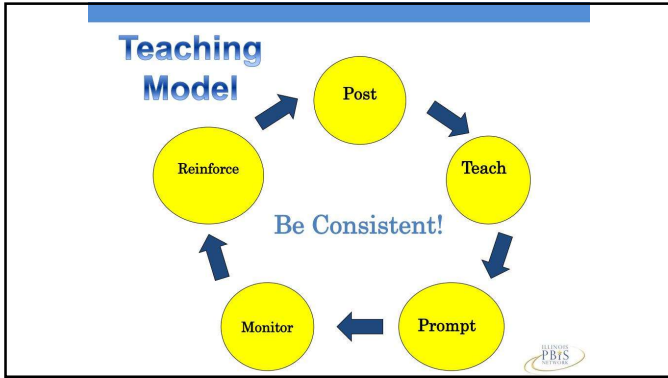 Teaching
Model
Post
Teach
Prompt
Monitor
Reinforce
Be Consistent!
ILLINOIS
PBIS
NETWORK